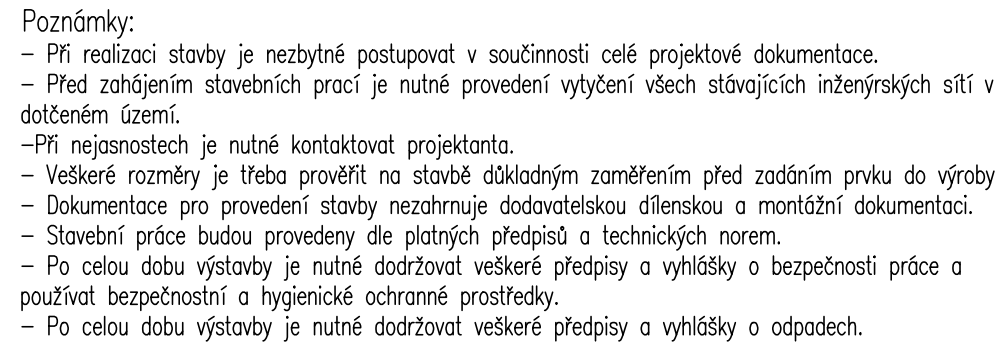 Poznámky:
– Při realizaci stavby je nezbytné postupovat v součinnosti celé projektové dokumentace.
– Před zahájením stavebních prací je nutné provedení vytyčení všech stávajících inženýrských sítí v
dotčeném území.
–Při nejasnostech je nutné kontaktovat projektanta.
– Veškeré rozměry je třeba prověřit na stavbě důkladným zaměřením před zadáním prvku do výroby
– Dokumentace pro provedení stavby nezahrnuje dodavatelskou dílenskou a montážní dokumentaci.
– Stavební práce budou provedeny dle platných předpisů a technických norem.
– Po celou dobu výstavby je nutné dodržovat veškeré předpisy a vyhlášky o bezpečnosti práce a
používat bezpečnostní a hygienické ochranné prostředky.
– Po celou dobu výstavby je nutné dodržovat veškeré předpisy a vyhlášky o odpadech.